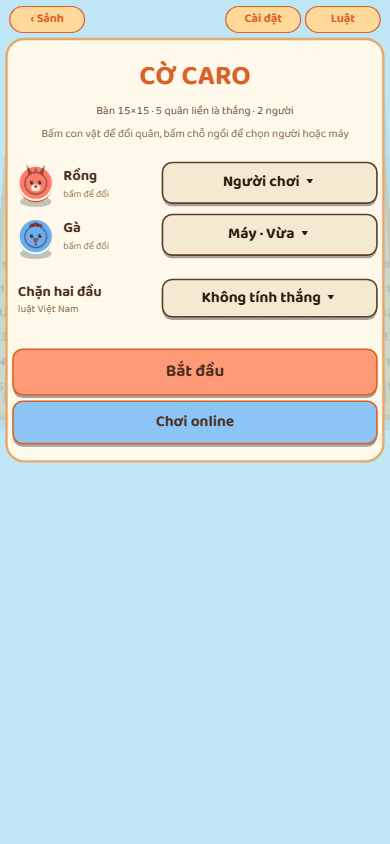 ‹ Sảnh
Cài đặt
Luật
CỜ CARO
Bàn 15×15 · 5 quân liền là thắng · 2 người
Bấm con vật để đổi quân, bấm chỗ ngồi để chọn người hoặc máy
Rồng
bấm để đổi
Người chơi
Gà
bấm để đổi
Máy · Vừa
Chặn hai đầu
luật Việt Nam
Không tính thắng
Bắt đầu
Chơi online